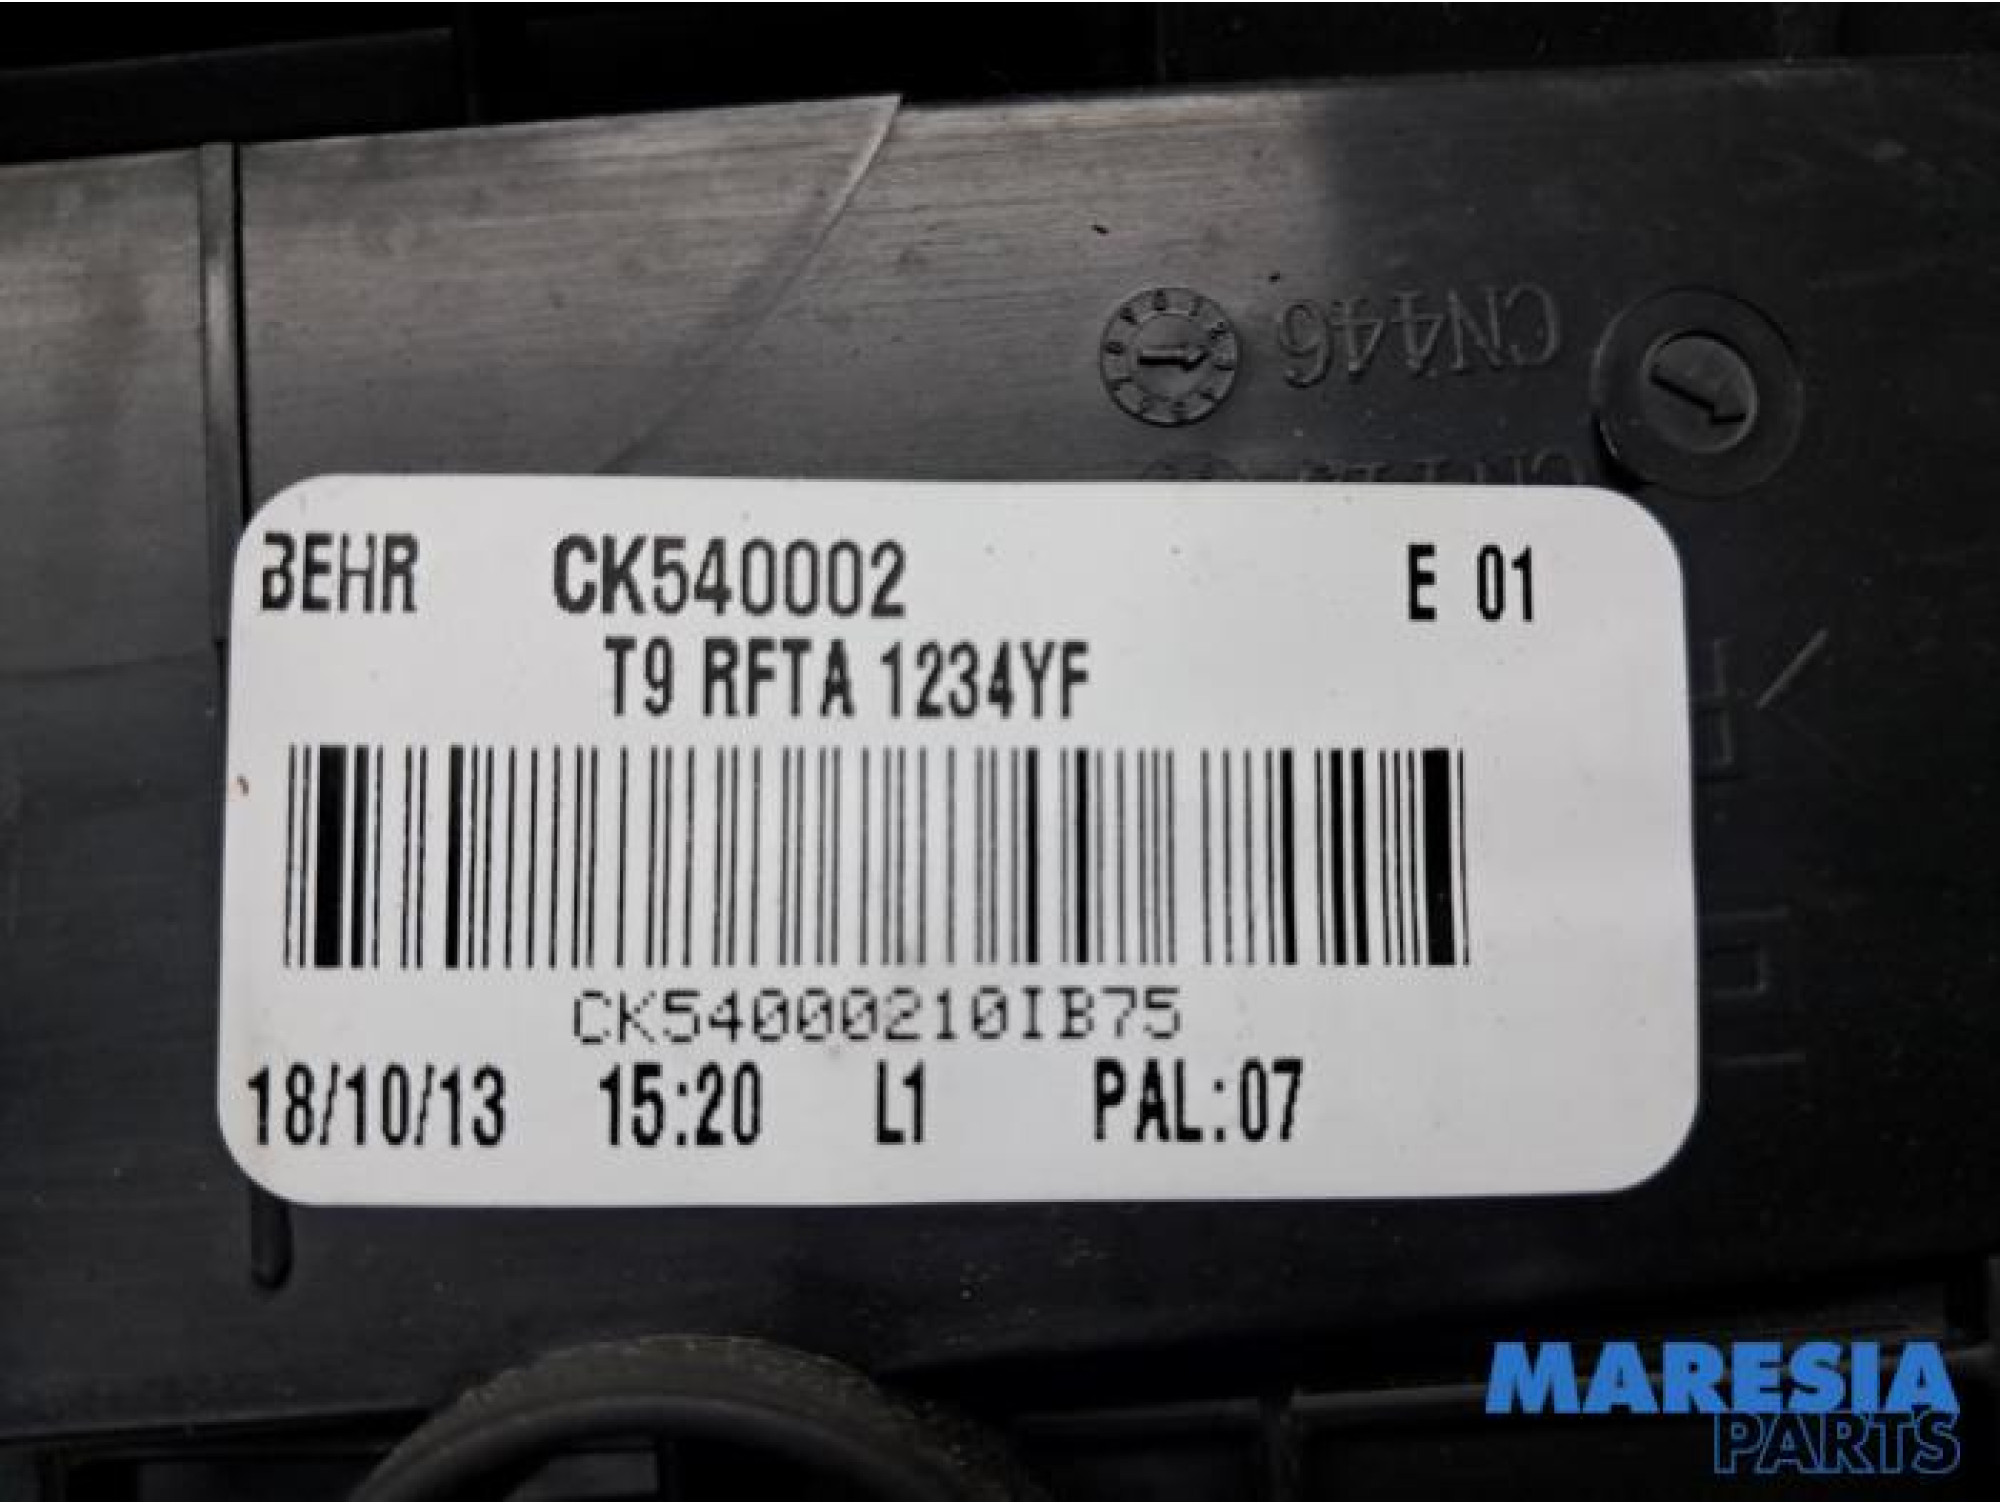 CN446
BEHR CK540002 E 01
T9 RFTA 1234YF
CK54000210IB75
18/10/13 15:20 L1 PAL:07
MARESIA
PARTS